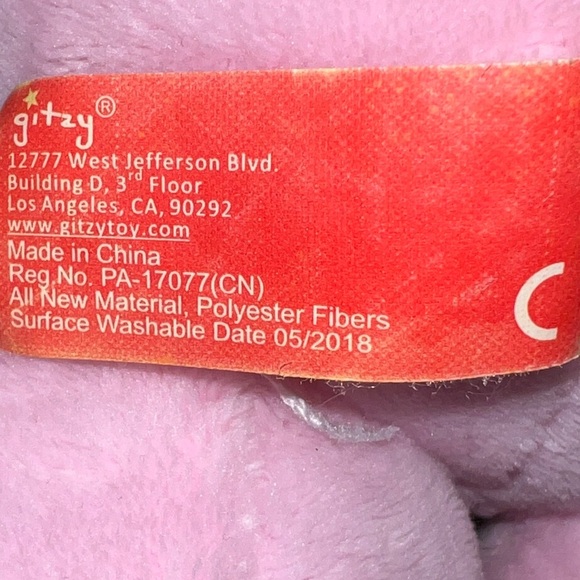 gitzy®
12777 West Jefferson Blvd.
Building D, 3rd Floor
Los Angeles, CA, 90292
www.gitzytoy.com
Made in China
Reg.No. PA-17077(CN)
All New Material, Polyester Fibers
Surface Washable Date 05/2018
C